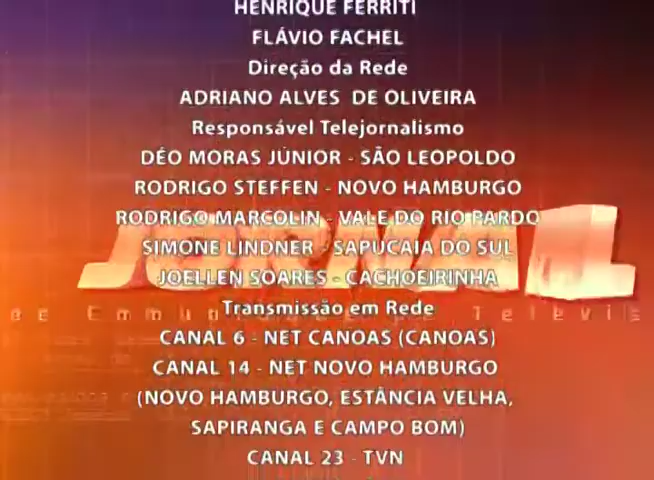 HENRIQUE FERRITI
FLÁVIO FACHEL
Direção da Rede
ADRIANO ALVES DE OLIVEIRA
Responsável Telejornalismo
DÉO MORAS JÚNIOR - SÃO LEOPOLDO
RODRIGO STEFFEN - NOVO HAMBURGO
RODRIGO MARCOLIN - VALE DO RIO PARDO
SIMONE LINDNER - SAPUCAIA DO SUL
JOELLEN SOARES - CACHOEIRINHA
JORNAL
Transmissão em Rede
CANAL 6 - NET CANOAS (CANOAS)
CANAL 14 - NET NOVO HAMBURGO
(NOVO HAMBURGO, ESTÂNCIA VELHA,
SAPIRANGA E CAMPO BOM)
CANAL 23 - TVN